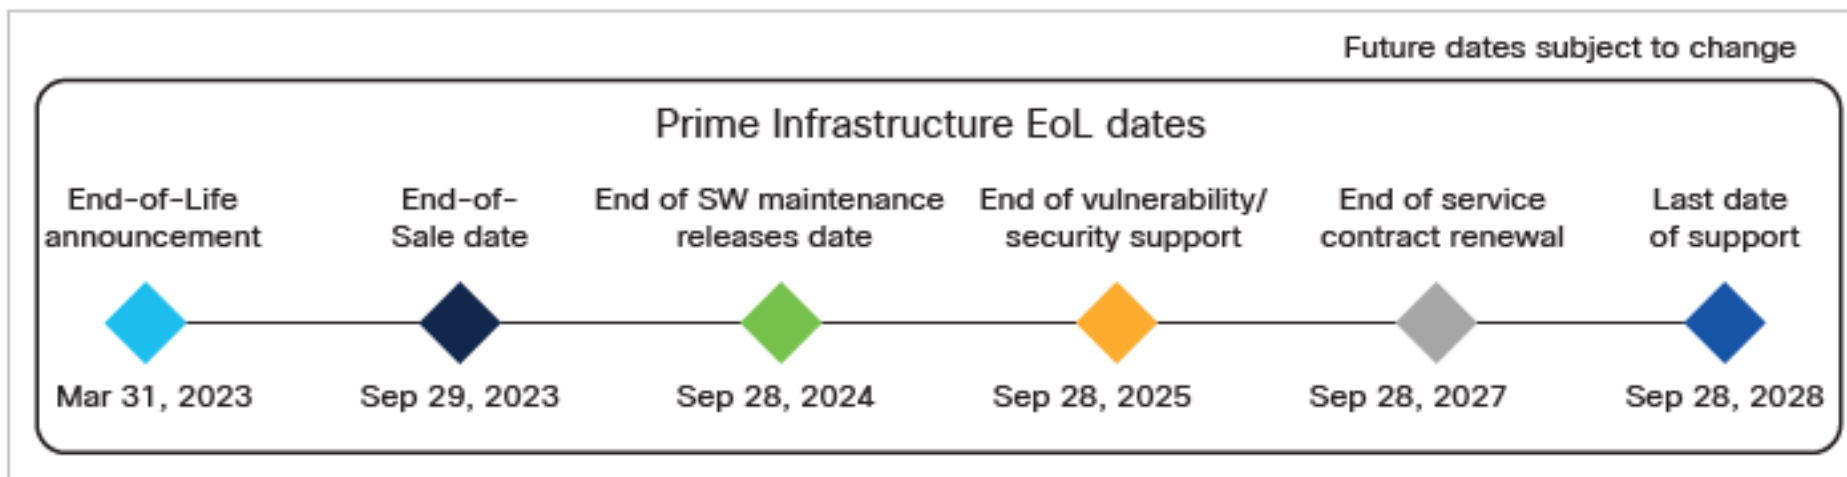 Future dates subject to change
Prime Infrastructure EoL dates
End-of-Life
announcement
End-of-
Sale date
End of SW maintenance
releases date
End of vulnerability/
security support
End of service
contract renewal
Last date
of support
Mar 31, 2023
Sep 29, 2023
Sep 28, 2024
Sep 28, 2025
Sep 28, 2027
Sep 28, 2028